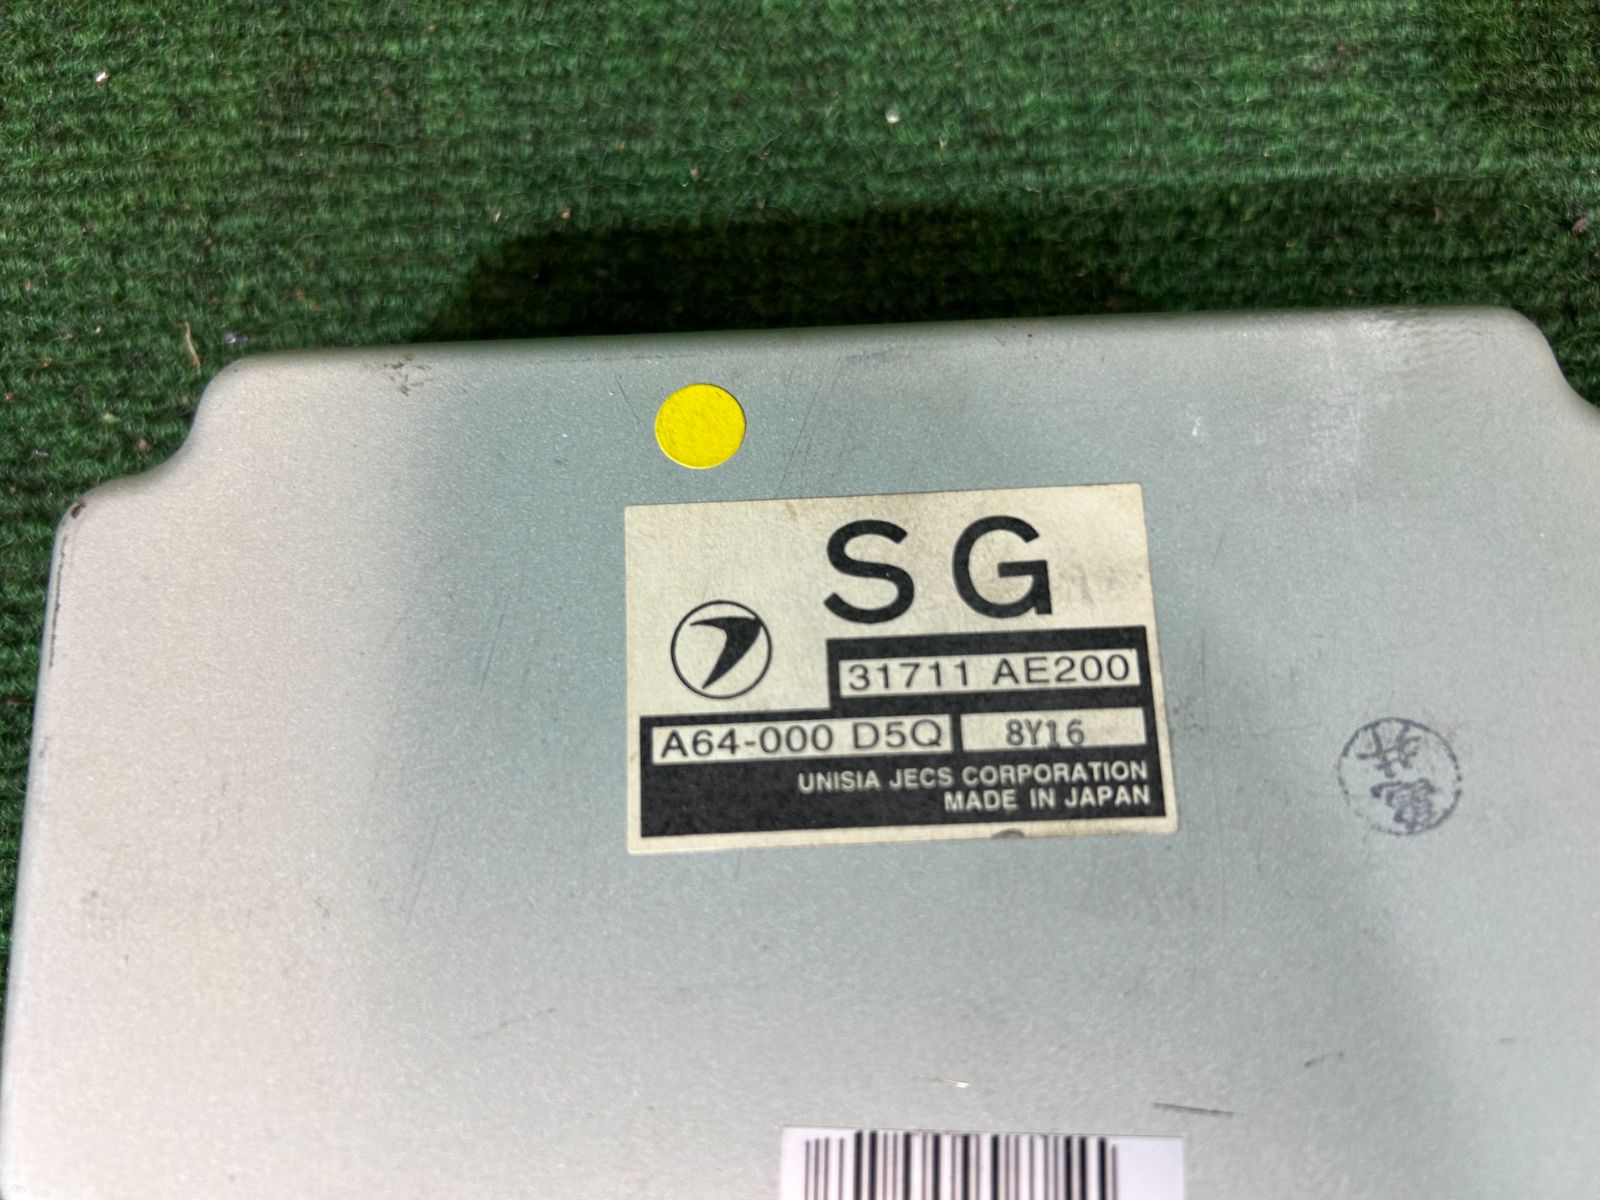 SG
31711 AE200
A64-000 D5Q 8Y16
UNISIA JECS CORPORATION
MADE IN JAPAN